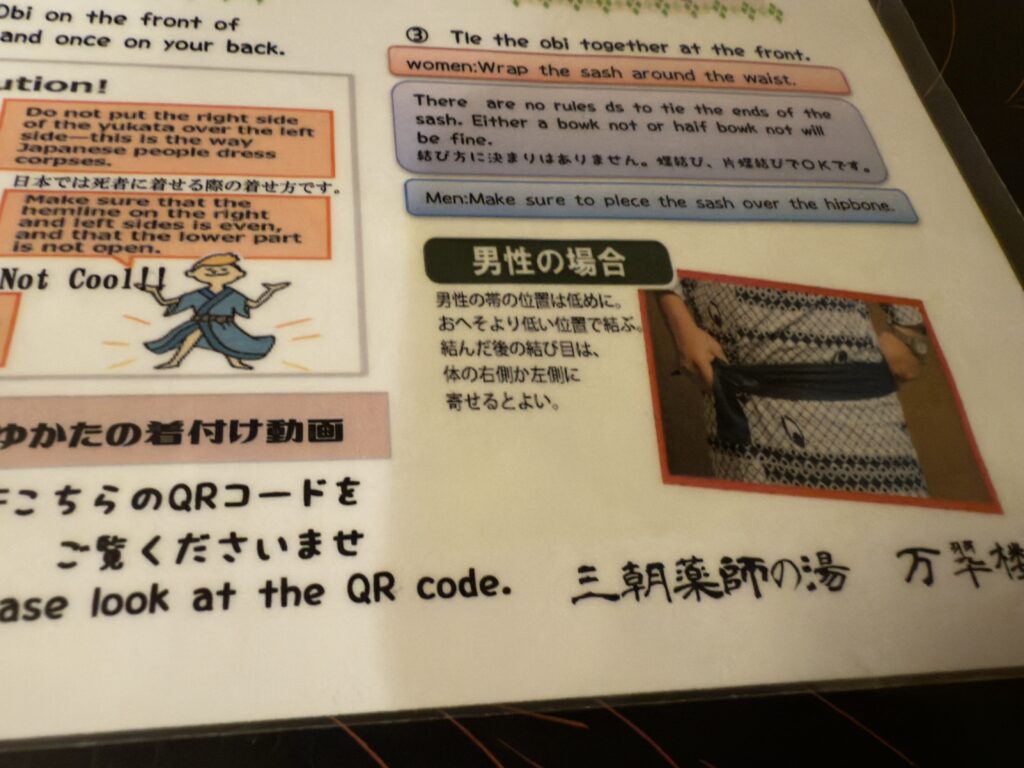 Obi on the front of
and once on your back.
ution!
Do not put the right side
of the yukata over the left
side—this is the way
Japanese people dress
corpses.
日本では死者に着せる際の着せ方です。
Make sure that the
hemline on the right
and left sides is even,
and that the lower part
is not open.
Not Cool!!
ゆかたの着付け動画
こちらのQRコードを
ご覧くださいませ
ase look at the QR code.
③ Tie the obi together at the front.
women:Wrap the sash around the waist.
There are no rules ds to tie the ends of the
sash. Either a bowk not or haif bowk not will
be fine.
結び方に決まりはありません。蝶結び、片蝶結びでOKです。
Men:Make sure to plece the sash over the hipbone.
男性の場合
男性の帯の位置は低めに。
おへそより低い位置で結ぶ。
結んだ後の結び目は、
体の右側か左側に
寄せるとよい。
三朝薬師の湯 万翆楼